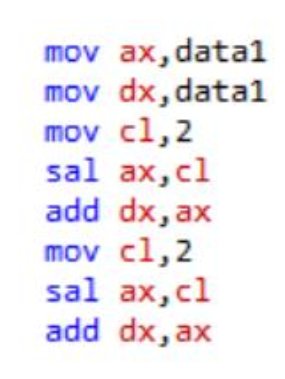 mov ax,data1
mov dx,data1
mov cl,2
sal ax,cl
add dx,ax
mov cl,2
sal ax,cl
add dx,ax